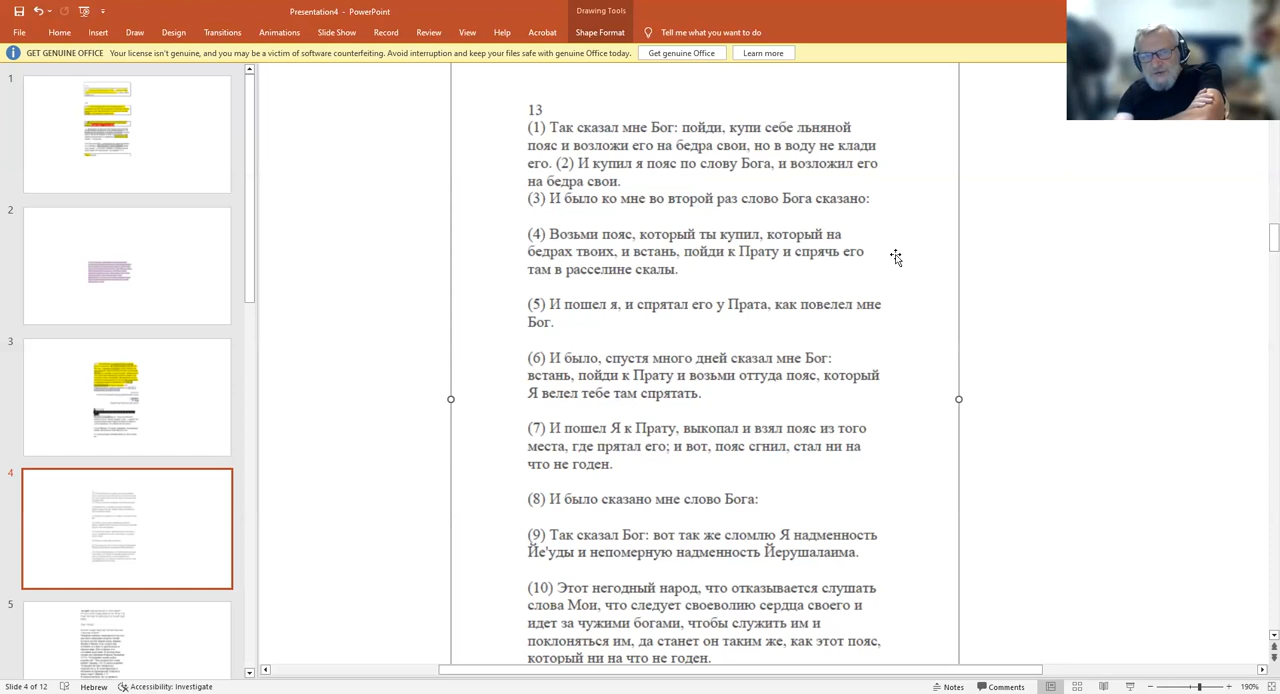 Presentation4 - PowerPoint
Drawing Tools
File Home Insert Draw Design Transitions Animations Slide Show Record Review View Help Acrobat Shape Format Tell me what you want to do
GET GENUINE OFFICE Your license isn't genuine, and you may be a victim of software counterfeiting. Avoid interruption and keep your files safe with genuine Office today. Get genuine Office Learn more
1
2
3
4
5
13
(1) Так сказал мне Бог: пойди, купи себе льняной
пояс и возложи его на бедра свои, но в воду не клади
его. (2) И купил я пояс по слову Бога, и возложил его
на бедра свои.
(3) И было ко мне во второй раз слово Бога сказано:
(4) Возьми пояс, который ты купил, который на
бедрах твоих, и встань, пойди к Прату и спрячь его
там в расселине скалы.
(5) И пошел я, и спрятал его у Прата, как повелел мне
Бог.
(6) И было, спустя много дней сказал мне Бог:
встань, пойди к Прату и возьми оттуда пояс, который
Я велел тебе там спрятать.
(7) И пошел Я к Прату, выкопал и взял пояс из того
места, где прятал его; и вот, пояс сгнил, стал ни на
что не годен.
(8) И было сказано мне слово Бога:
(9) Так сказал Бог: вот так же сломлю Я надменность
Йе'уды и непомерную надменность Йерушалаима.
(10) Этот негодный народ, что отказывается слушать
слова Мои, что следует своеволию сердца своего и
идет за чужими богами, чтобы служить им и
поклоняться им, да станет он таким же, как этот пояс,
который ни на что не годен.
Slide 4 of 12 Hebrew Accessibility: Investigate Notes Comments 190%